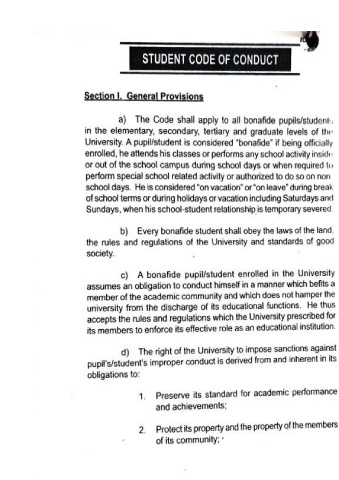 STUDENT CODE OF CONDUCT
Section I. General Provisions
a) The Code shall apply to all bonafide pupils/students
in the elementary, secondary, tertiary and graduate levels of the
University. A pupil/student is considered "bonafide" if being officially
enrolled, he attends his classes or performs any school activity inside
or out of the school campus during school days or when required to
perform special school related activity or authorized to do so on non
school days. He is considered "on vacation" or "on leave" during break
of school terms or during holidays or vacation including Saturdays and
Sundays, when his school-student relationship is temporary severed.
b) Every bonafide student shall obey the laws of the land,
the rules and regulations of the University and standards of good
society.
c) A bonafide pupil/student enrolled in the University
assumes an obligation to conduct himself in a manner which befits a
member of the academic community and which does not hamper the
university from the discharge of its educational functions. He thus
accepts the rules and regulations which the University prescribed for
its members to enforce its effective role as an educational institution.
d) The right of the University to impose sanctions against
pupil's/student's improper conduct is derived from and inherent in its
obligations to:
1. Preserve its standard for academic performance
and achievements;
2. Protect its property and the property of the members
of its community;